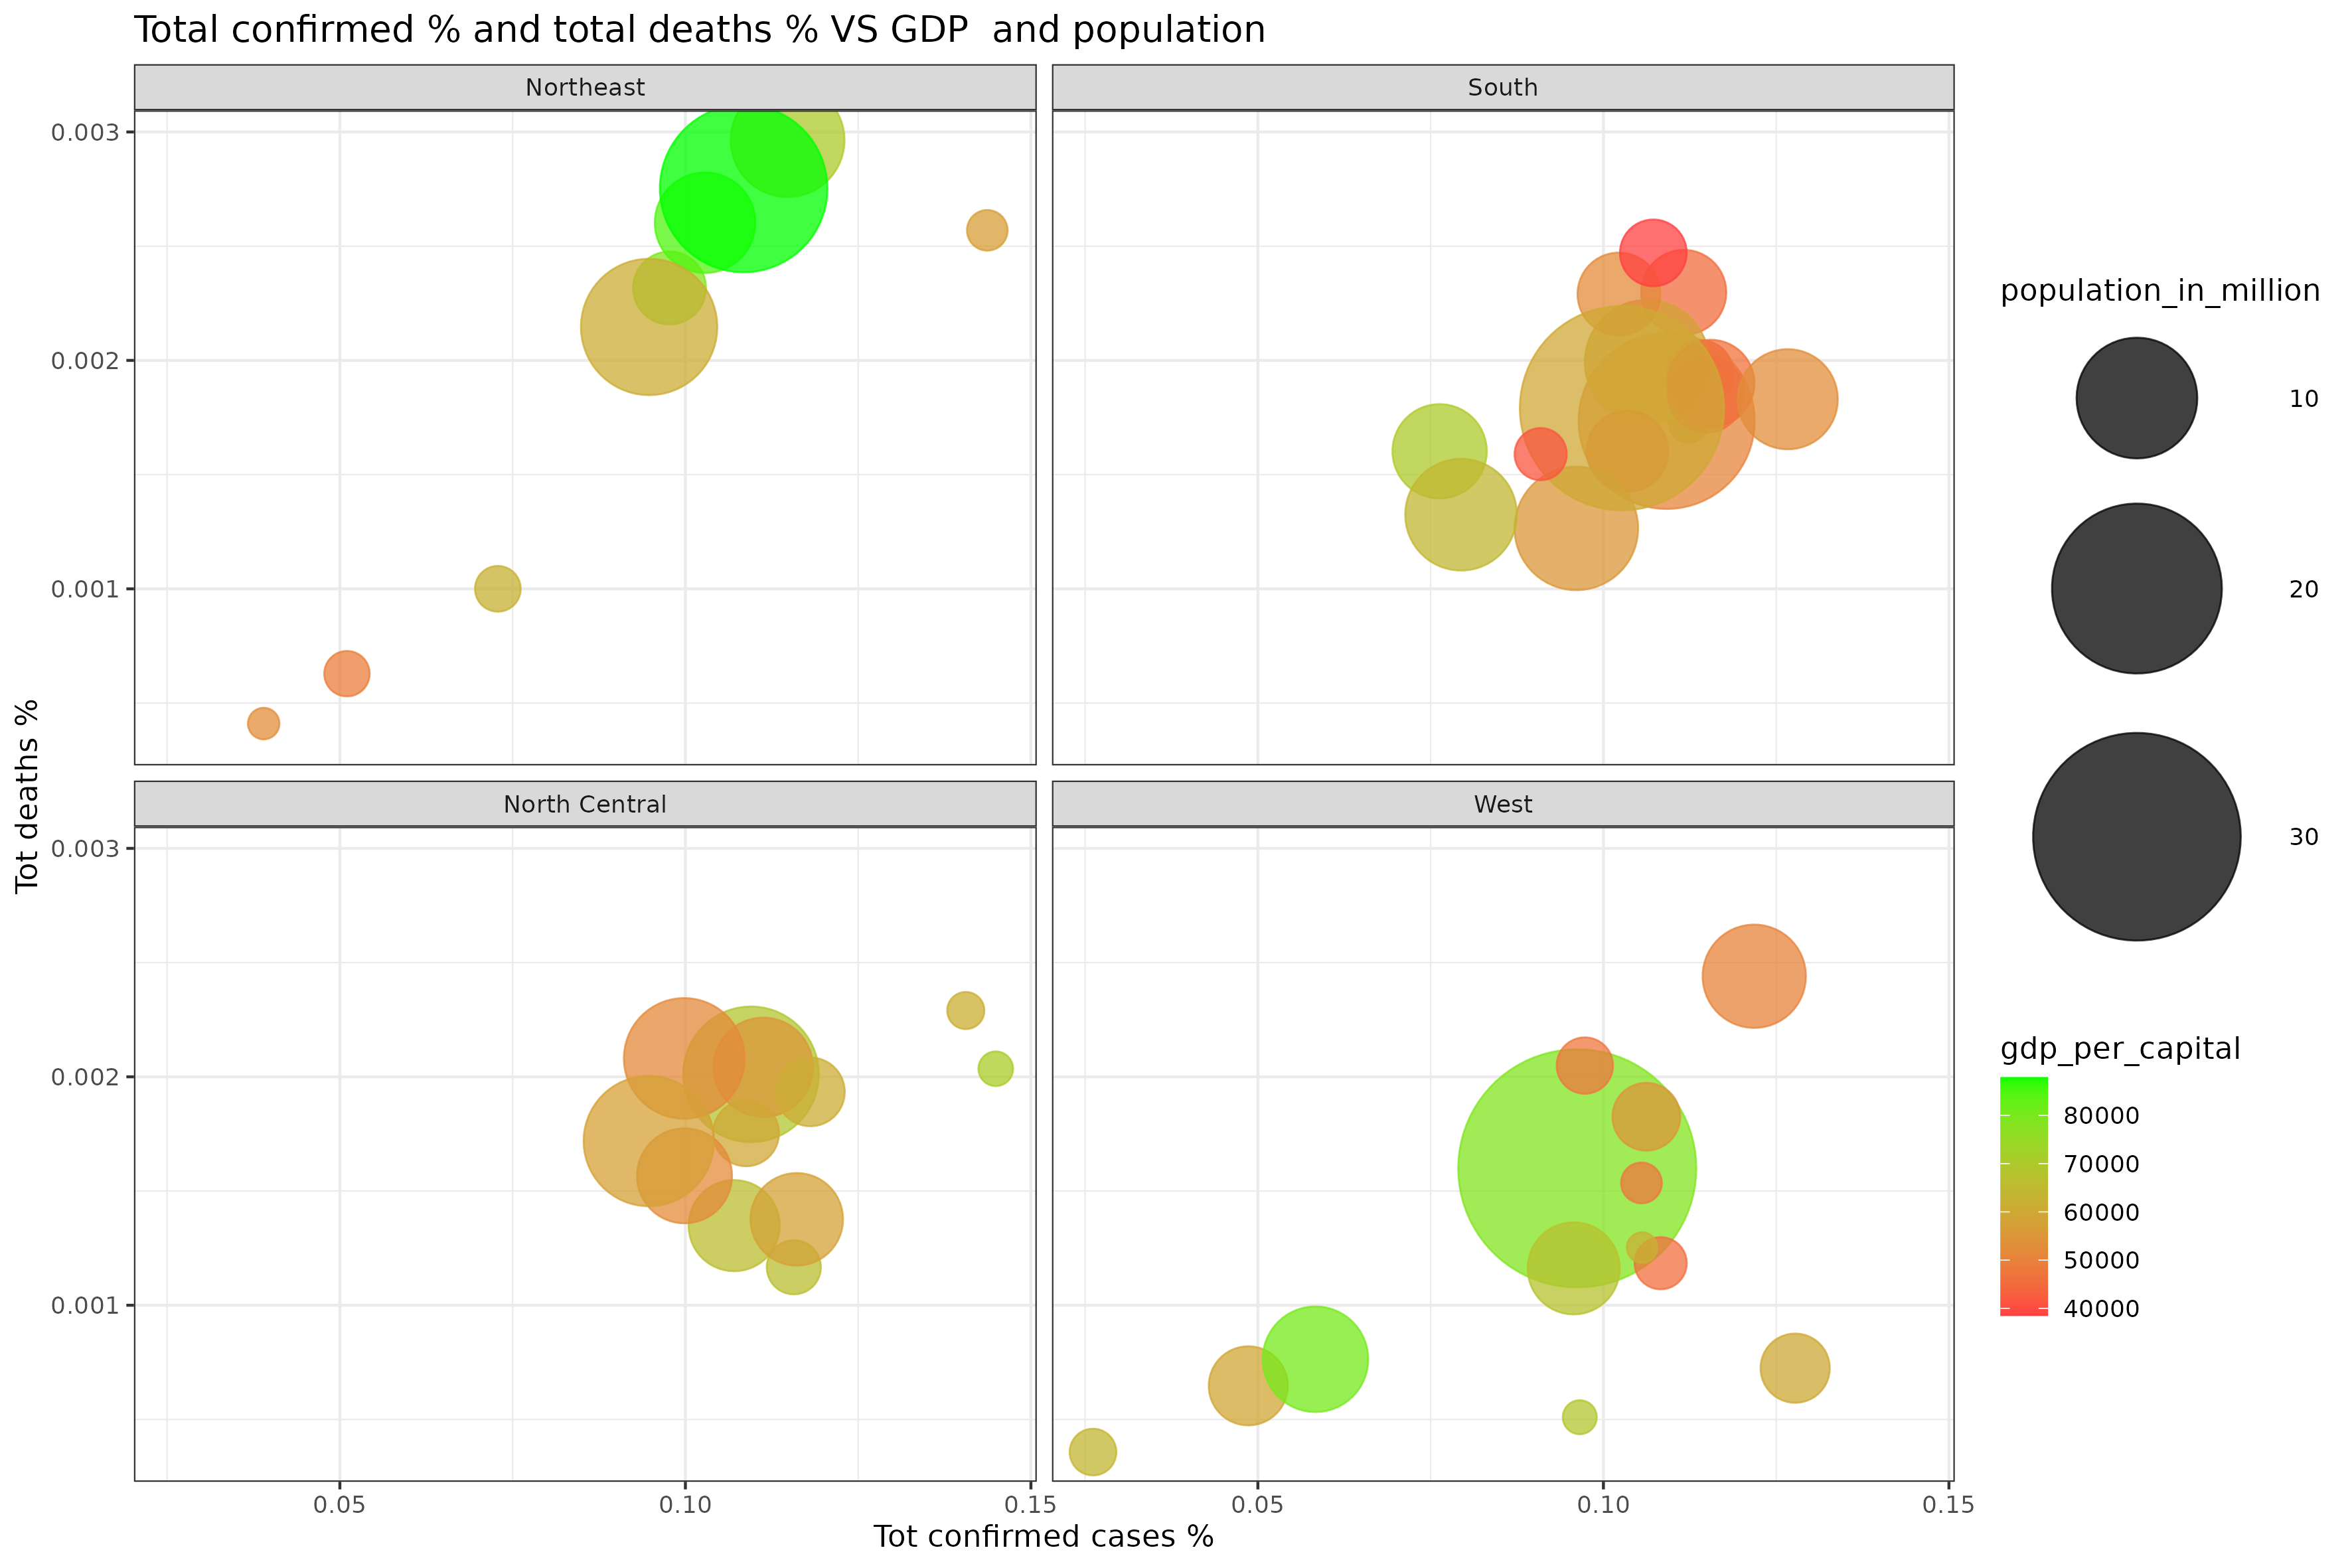 Total confirmed % and total deaths % VS GDP  and population
Northeast
South
0.003
0.002
0.001
North Central
West
0.003
0.002
0.001
Tot deaths %
0.05
0.10
0.15
0.05
0.10
0.15
Tot confirmed cases %
population_in_million
10
20
30
gdp_per_capital
80000
70000
60000
50000
40000